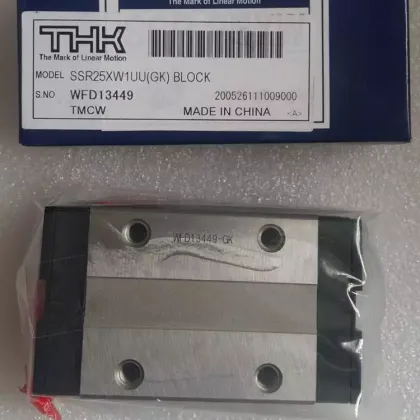 The Mark of Linear Motion
THK
The Mark of Linear Motion
MODEL SSR25XW1UU(GK) BLOCK
S.NO WFD13449 200526111009000
TMCW MADE IN CHINA <A>
WFD13449-GK